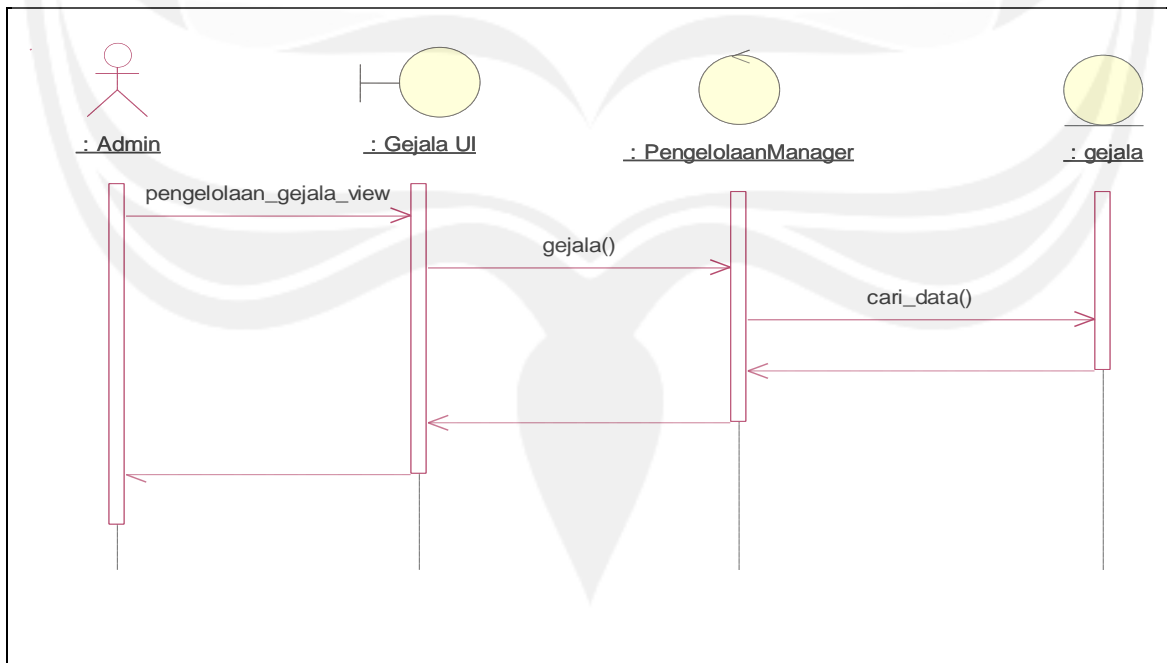 : Admin
: Gejala UI
: PengelolaanManager
: gejala
pengelolaan_gejala_view
gejala()
cari_data()